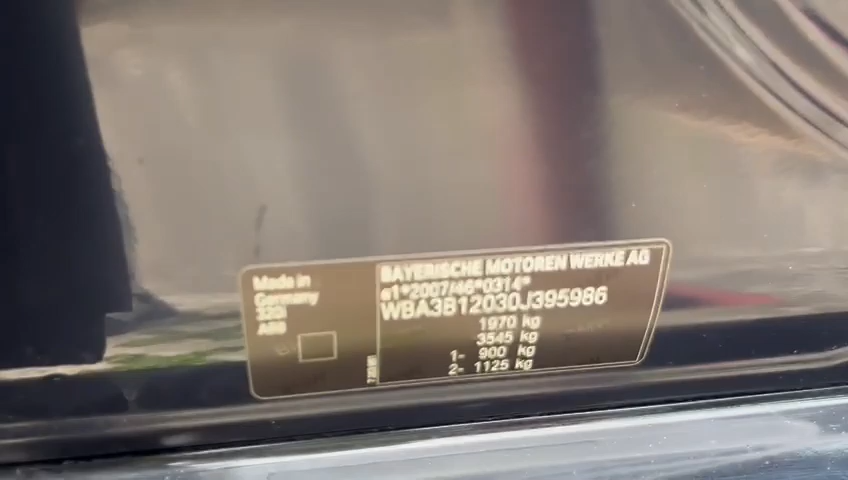 Made in
Germany
320i
BAYERISCHE MOTOREN WERKE AG
e1*2007/46*0314*
WBA3B12030J395986
1970 kg
3545 kg
1- 900 kg
2- 1125 kg